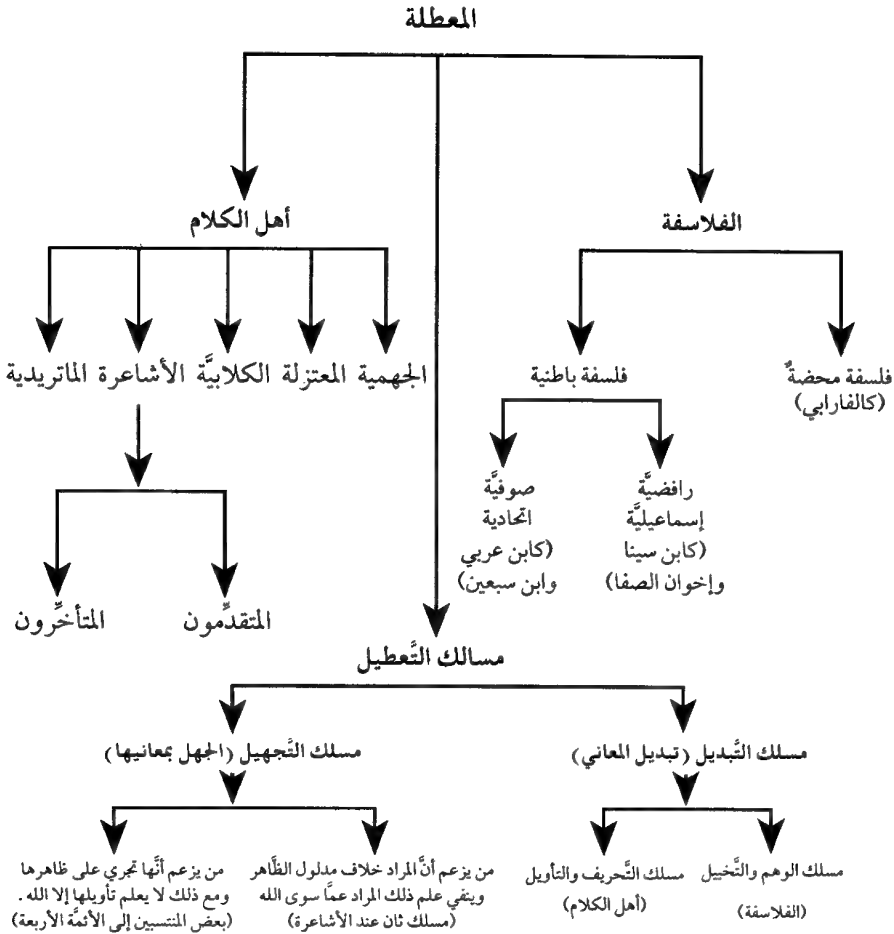 المعطلة
الفلاسفة
أهل الكلام
فلسفة محضةٌ
(كالفارابي)
فلسفة باطنية
الجهمية المعتزلة الكلابيَّة الأشاعرة الماتريدية
رافضيَّة
إسماعيليَّة
(كابن سينا
وإخوان الصفا)
صوفيَّة
اتحادية
(كابن عربي
وابن سبعين)
المتقدِّمون
المتأخِّرون
مسالك التَّعطيل
مسلك التَّبديل (تبديل المعاني)
مسلك التَّجهيل (الجهل بمعانيها)
مسلك الوهم والتَّخييل
(الفلاسفة)
مسلك التَّحريف والتأويل
(أهل الكلام)
من يزعم أنَّ المراد خلاف مدلول الظَّاهر
وينفي علم ذلك المراد عمَّا سوى الله
(مسلك ثان عند الأشاعرة)
من يزعم أنَّها تجري على ظاهرها
ومع ذلك لا يعلم تأويلها إلا الله .
(بعض المنتسبين إلى الأئمَّة الأربعة)